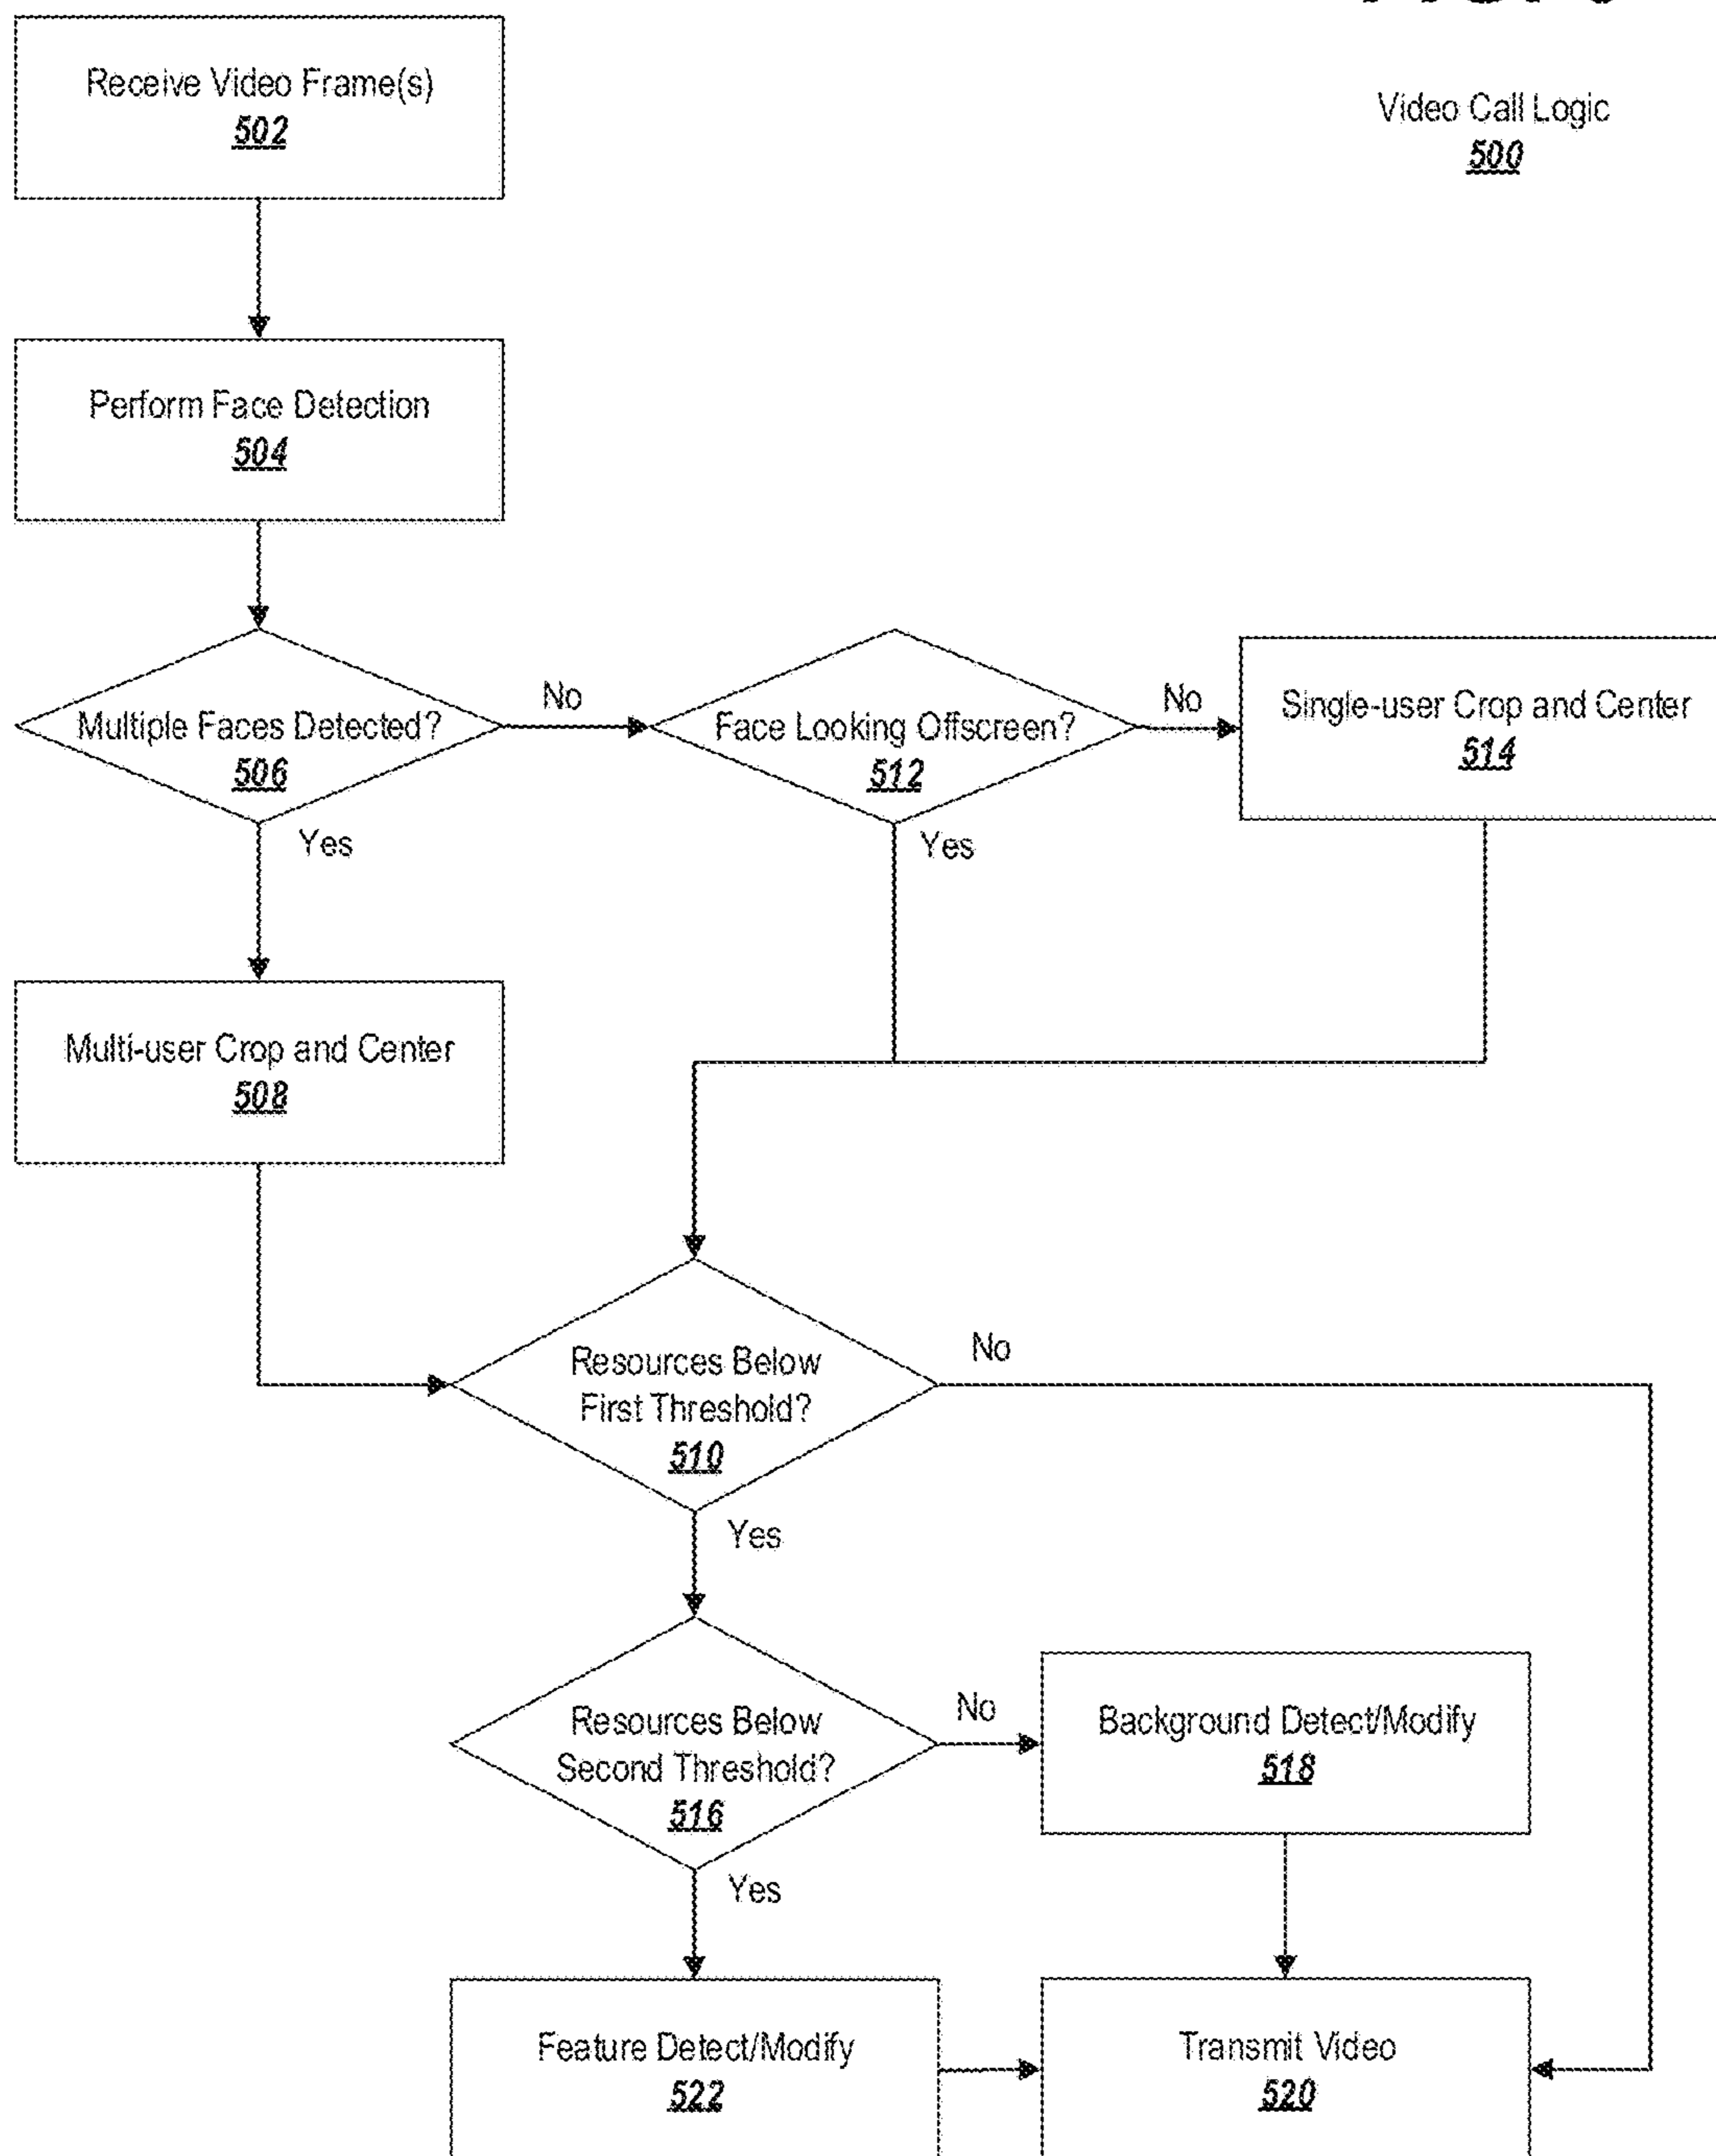 Video Call Logic
500
Receive Video Frame(s)
502
Perform Face Detection
504
Multiple Faces Detected?
506
No
Yes
Face Looking Offscreen?
512
No
Yes
Single-user Crop and Center
514
Multi-user Crop and Center
508
Resources Below
First Threshold?
510
No
Yes
Resources Below
Second Threshold?
516
No
Yes
Background Detect/Modify
518
Feature Detect/Modify
522
Transmit Video
520